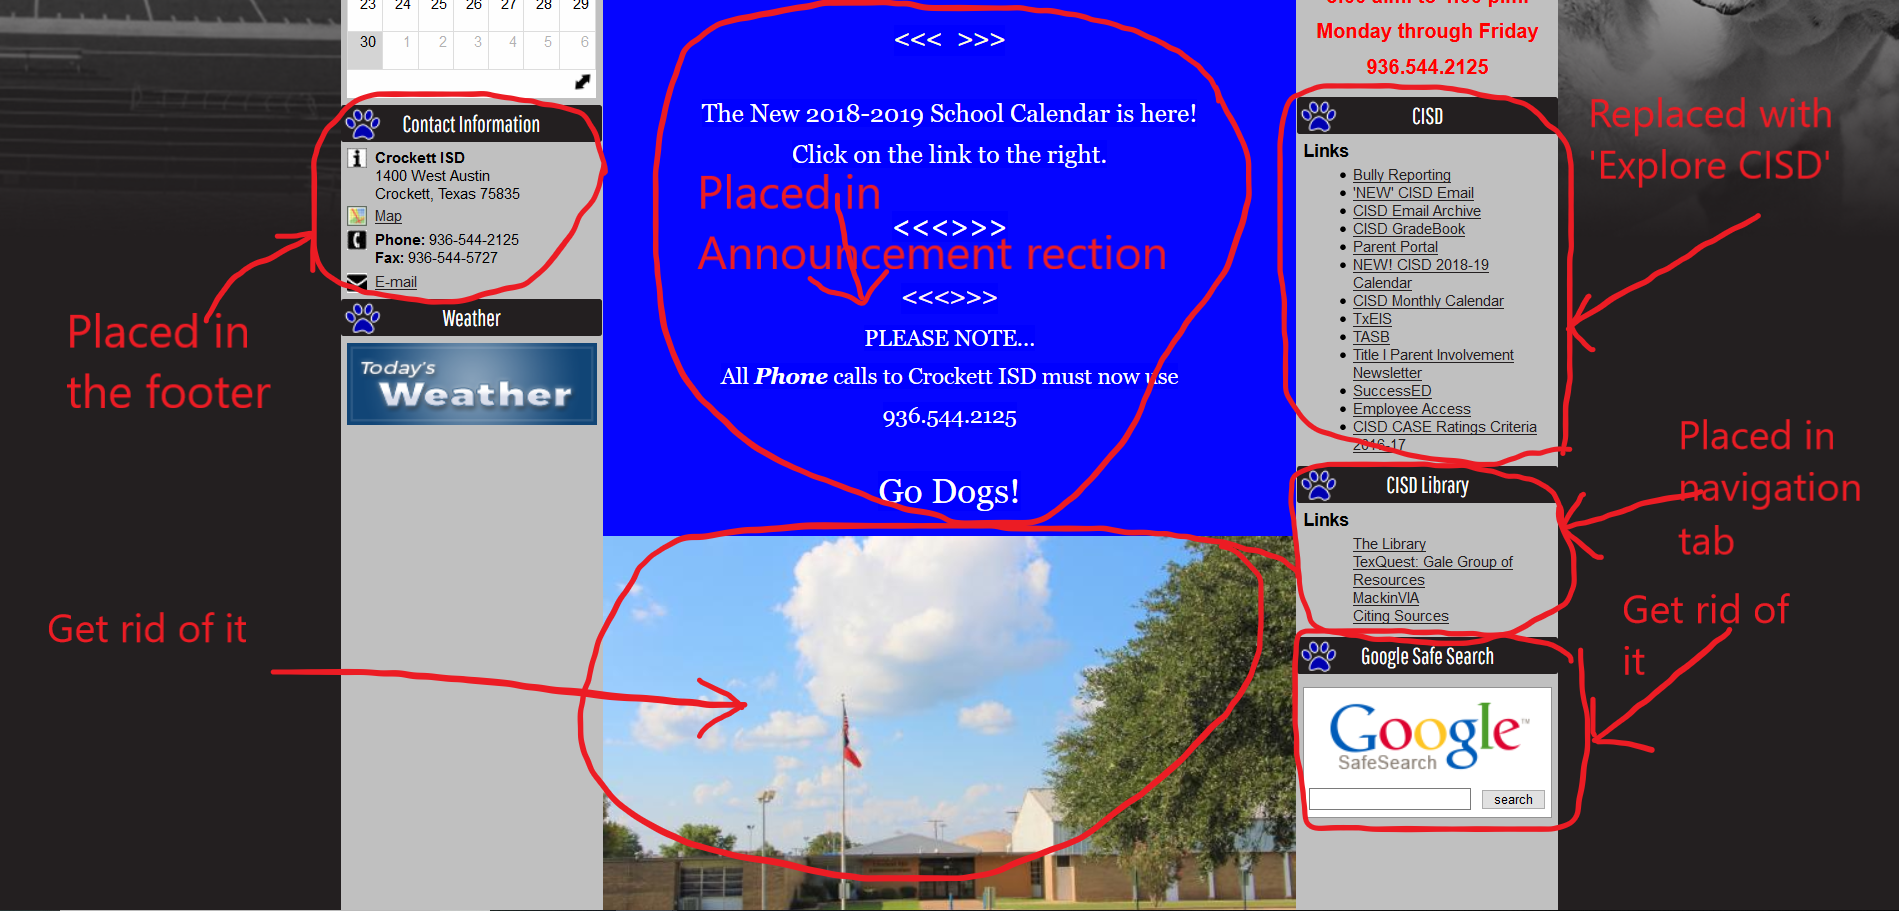 23 24 25 26 27 28 29
30 1 2 3 4 5 6
Contact Information
Crockett ISD
1400 West Austin
Crockett, Texas 75835
Map
Phone: 936-544-2125
Fax: 936-544-5727
E-mail
Weather
Today's
Weather
Placed in
the footer
Get rid of it
<<< >>>
The New 2018-2019 School Calendar is here!
Click on the link to the right.
Placed in
<<<>>>
Announcement rection
<<<>>>
PLEASE NOTE...
All Phone calls to Crockett ISD must now use
936.544.2125
Go Dogs!
Monday through Friday
936.544.2125
CISD
Links
Bully Reporting
'NEW' CISD Email
CISD Email Archive
CISD GradeBook
Parent Portal
NEW! CISD 2018-19
Calendar
CISD Monthly Calendar
TxEIS
TASB
Title I Parent Involvement
Newsletter
SuccessED
Employee Access
CISD CASE Ratings Criteria
2016-17
CISD Library
Links
The Library
TexQuest: Gale Group of
Resources
MackinVIA
Citing Sources
Google Safe Search
Google™
SafeSearch
search
Replaced with
'Explore CISD'
Placed in
navigation
tab
Get rid of
it